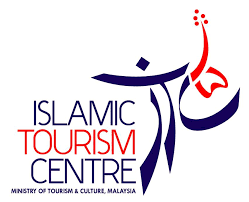 ISLAMIC
TOURISM
CENTRE
MINISTRY OF TOURISM & CULTURE, MALAYSIA